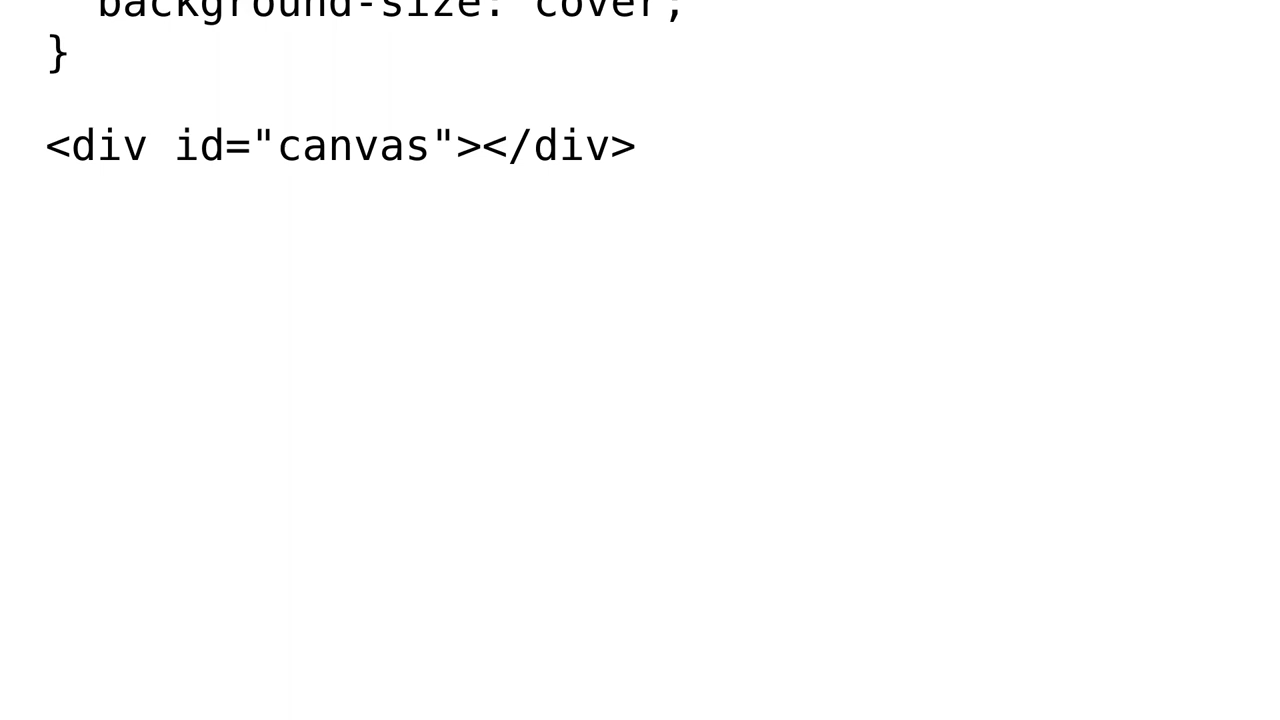 background-size: cover;
}
<div id="canvas"></div>